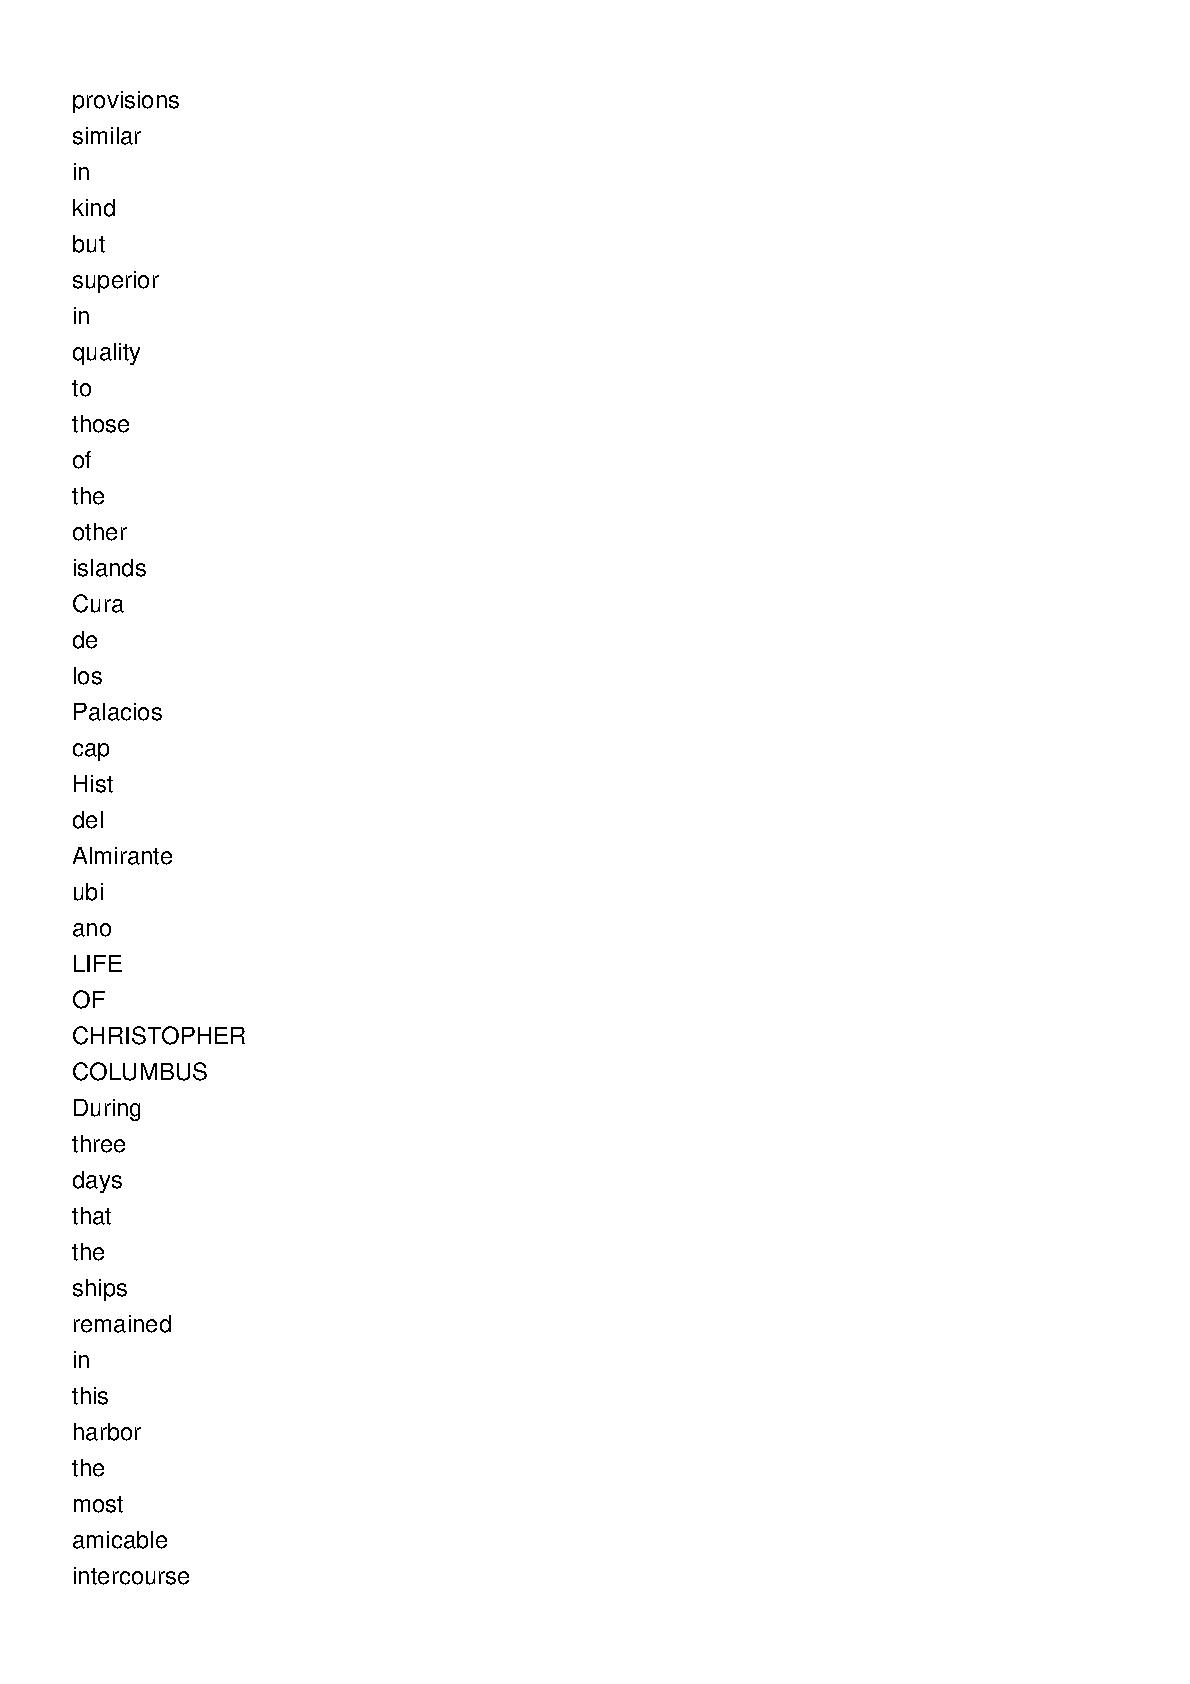 provisions
similar
in
kind
but
superior
in
quality
to
those
of
the
other
islands
Cura
de
los
Palacios
cap
Hist
del
Almirante
ubi
ano
LIFE
OF
CHRISTOPHER
COLUMBUS
During
three
days
that
the
ships
remained
in
this
harbor
the
most
amicable
intercourse